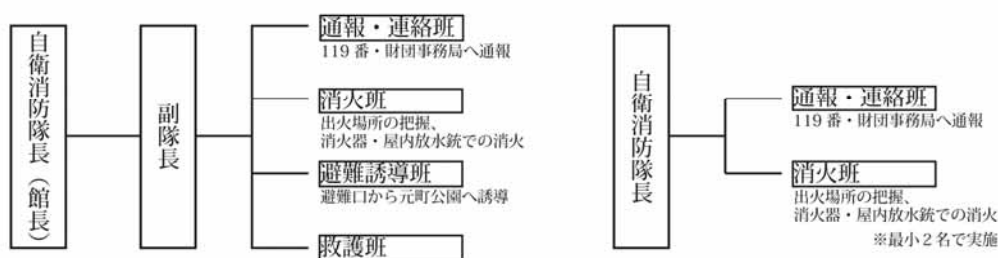 自衛消防隊長（館長）
副隊長
通報・連絡班
119 番・財団事務局へ通報
消火班
出火場所の把握、
消火器・屋内放水銃での消火
避難誘導班
避難口から元町公園へ誘導
救護班
自衛消防隊長
通報・連絡班
119 番・財団事務局へ通報
消火班
出火場所の把握、
消火器・屋内放水銃での消火
※最小 2 名で実施